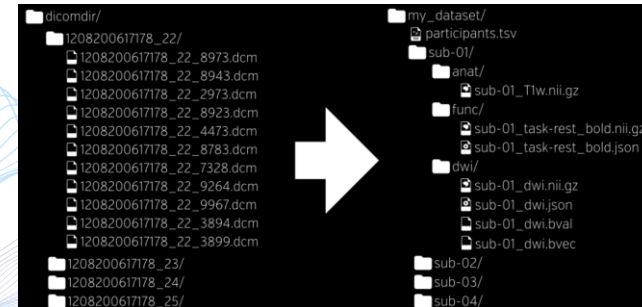 dicomdir/
1208200617178_22/
1208200617178_22_8973.dcm
1208200617178_22_8943.dcm
1208200617178_22_2973.dcm
1208200617178_22_8923.dcm
1208200617178_22_4473.dcm
1208200617178_22_8783.dcm
1208200617178_22_7328.dcm
1208200617178_22_9264.dcm
1208200617178_22_9967.dcm
1208200617178_22_3894.dcm
1208200617178_22_3899.dcm
1208200617178_23/
1208200617178_24/
1208200617178_25/
my_dataset/
participants.tsv
sub-01/
anat/
sub-01_T1w.nii.gz
func/
sub-01_task-rest_bold.nii.gz
sub-01_task-rest_bold.json
dwi/
sub-01_dwi.nii.gz
sub-01_dwi.json
sub-01_dwi.bval
sub-01_dwi.bvec
sub-02/
sub-03/
sub-04/